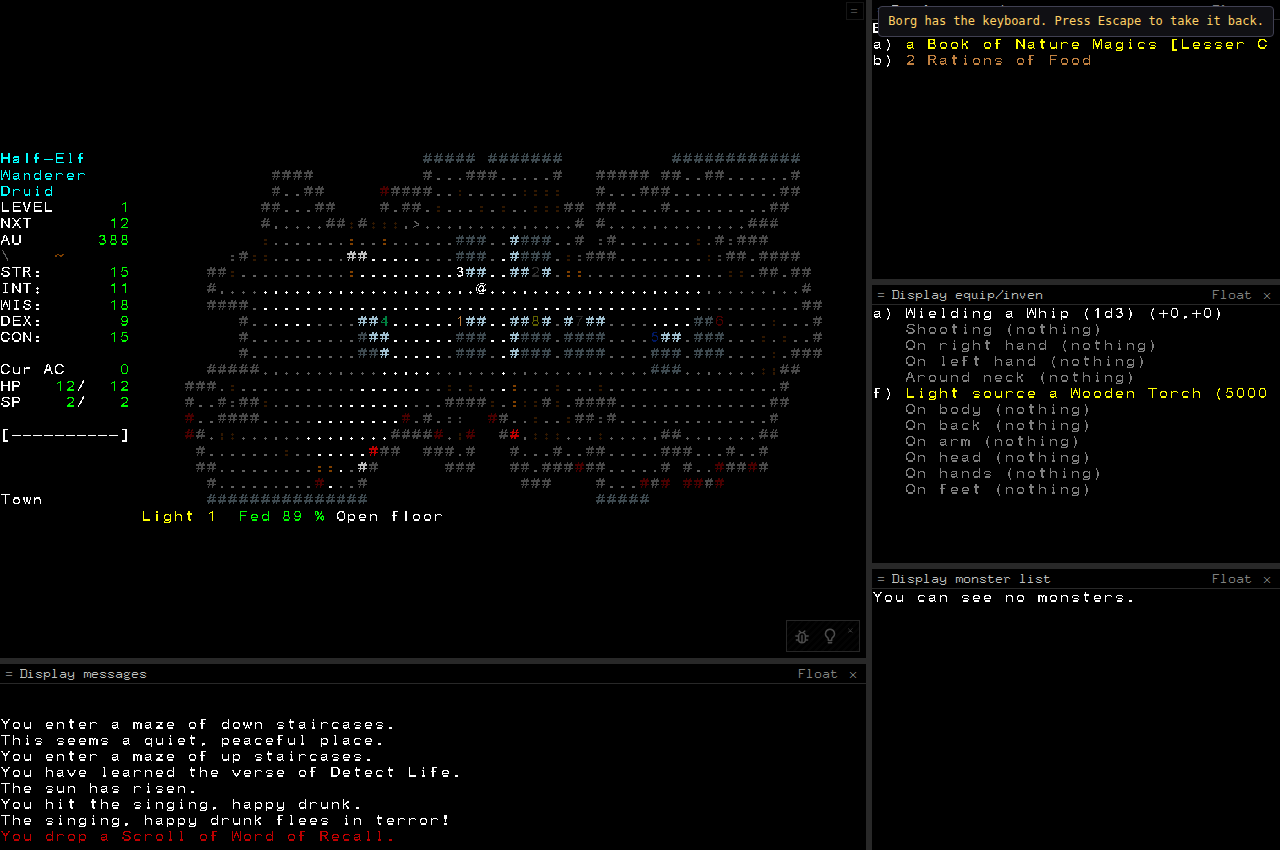 Borg has the keyboard. Press Escape to take it back.
a) a Book of Nature Magics [Lesser C
b) 2 Rations of Food
Half-Elf
Wanderer
Druid
LEVEL 1
NXT 12
AU 388
\ ~
STR: 15
INT: 11
WIS: 18
DEX: 9
CON: 15
Cur AC 0
HP 12/ 12
SP 2/ 2
[----------]
Town
Light 1 Fed 89 % Open floor
= Display equip/inven Float ×
a) Wielding a Whip (1d3) (+0,+0)
Shooting (nothing)
On right hand (nothing)
On left hand (nothing)
Around neck (nothing)
f) Light source a Wooden Torch (5000
On body (nothing)
On back (nothing)
On arm (nothing)
On head (nothing)
On hands (nothing)
On feet (nothing)
= Display monster list Float ×
You can see no monsters.
= Display messages Float ×
You enter a maze of down staircases.
This seems a quiet, peaceful place.
You enter a maze of up staircases.
You have learned the verse of Detect Life.
The sun has risen.
You hit the singing, happy drunk.
The singing, happy drunk flees in terror!
You drop a Scroll of Word of Recall.